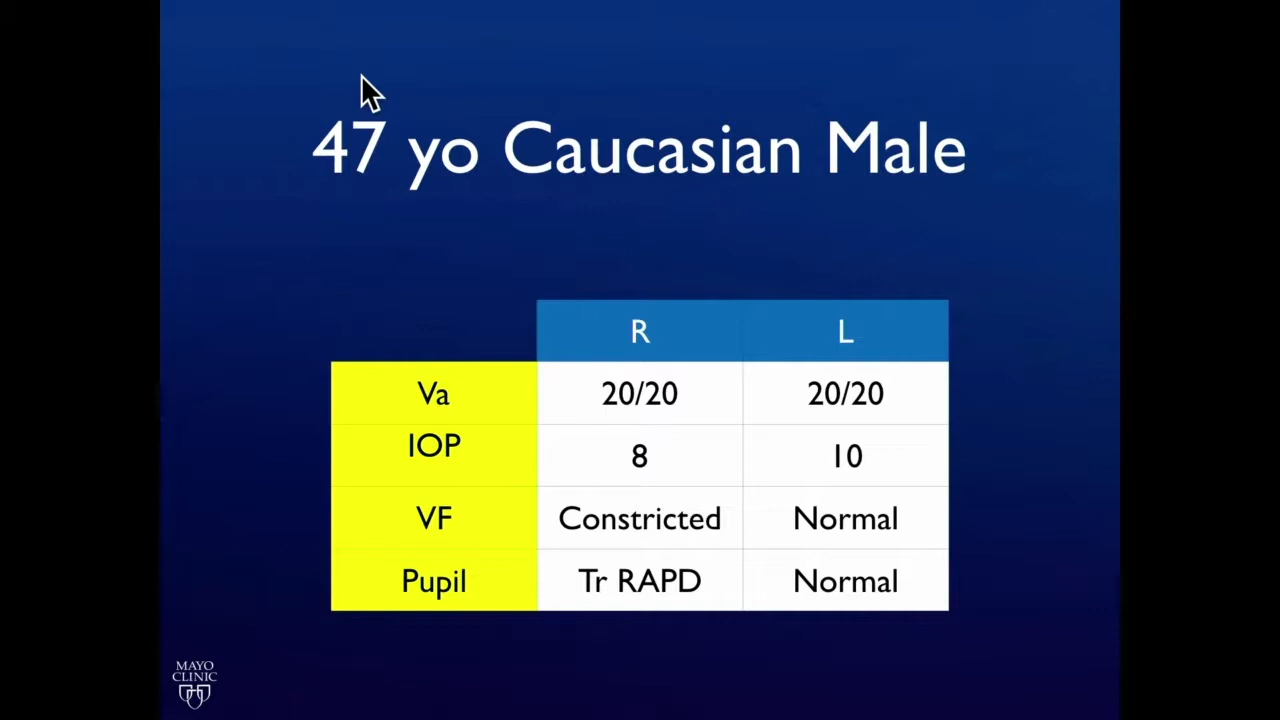 47 yo Caucasian Male
R L
Va 20/20 20/20
IOP 8 10
VF Constricted Normal
Pupil Tr RAPD Normal
MAYO
CLINIC